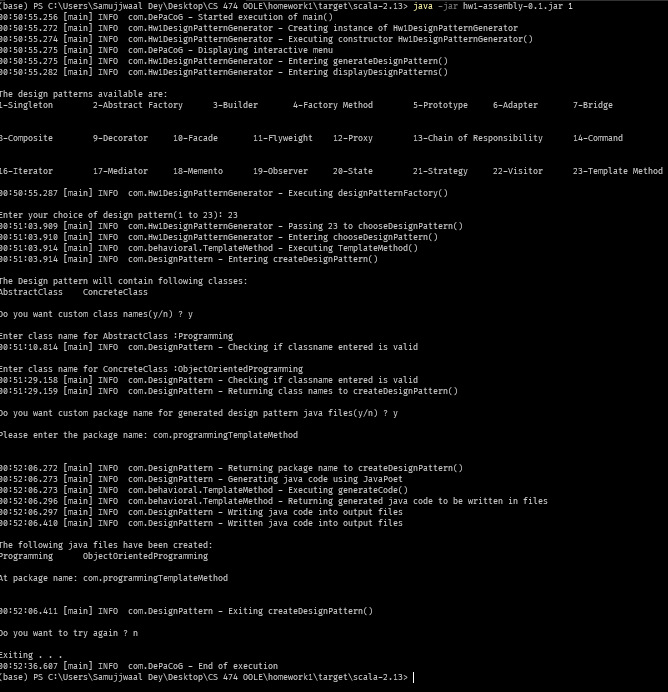 (base) PS C:\Users\Samujjwaal Dey\Desktop\CS 474 OOLE\homework1\target\scala-2.13> java -jar hw1-assembly-0.1.jar 1
00:50:55.256 [main] INFO  com.DePaCoG - Started execution of main()
00:50:55.272 [main] INFO  com.Hw1DesignPatternGenerator - Creating instance of Hw1DesignPatternGenerator
00:50:55.274 [main] INFO  com.Hw1DesignPatternGenerator - Executing constructor Hw1DesignPatternGenerator()
00:50:55.275 [main] INFO  com.DePaCoG - Displaying interactive menu
00:50:55.275 [main] INFO  com.Hw1DesignPatternGenerator - Entering generateDesignPattern()
00:50:55.282 [main] INFO  com.Hw1DesignPatternGenerator - Entering displayDesignPatterns()
The design patterns available are:
1-Singleton 2-Abstract Factory 3-Builder 4-Factory Method 5-Prototype 6-Adapter 7-Bridge
8-Composite 9-Decorator 10-Facade 11-Flyweight 12-Proxy 13-Chain of Responsibility 14-Command
16-Iterator 17-Mediator 18-Memento 19-Observer 20-State 21-Strategy 22-Visitor 23-Template Method
00:50:55.287 [main] INFO  com.Hw1DesignPatternGenerator - Executing designPatternFactory()
Enter your choice of design pattern(1 to 23): 23
00:51:03.909 [main] INFO  com.Hw1DesignPatternGenerator - Passing 23 to chooseDesignPattern()
00:51:03.910 [main] INFO  com.Hw1DesignPatternGenerator - Entering chooseDesignPattern()
00:51:03.914 [main] INFO  com.behavioral.TemplateMethod - Executing TemplateMethod()
00:51:03.914 [main] INFO  com.DesignPattern - Entering createDesignPattern()
The Design pattern will contain following classes:
AbstractClass ConcreteClass
Do you want custom class names(y/n) ? y
Enter class name for AbstractClass :Programming
00:51:10.814 [main] INFO  com.DesignPattern - Checking if classname entered is valid
Enter class name for ConcreteClass :ObjectOrientedProgramming
00:51:29.158 [main] INFO  com.DesignPattern - Checking if classname entered is valid
00:51:29.159 [main] INFO  com.DesignPattern - Returning class names to createDesignPattern()
Do you want custom package name for generated design pattern java files(y/n) ? y
Please enter the package name: com.programmingTemplateMethod
00:52:06.272 [main] INFO  com.DesignPattern - Returning package name to createDesignPattern()
00:52:06.273 [main] INFO  com.DesignPattern - Generating java code using JavaPoet
00:52:06.273 [main] INFO  com.behavioral.TemplateMethod - Executing generateCode()
00:52:06.296 [main] INFO  com.behavioral.TemplateMethod - Returning generated java code to be written in files
00:52:06.297 [main] INFO  com.DesignPattern - Writing java code into output files
00:52:06.410 [main] INFO  com.DesignPattern - Written java code into output files
The following java files have been created:
Programming ObjectOrientedProgramming
At package name: com.programmingTemplateMethod
00:52:06.411 [main] INFO  com.DesignPattern - Exiting createDesignPattern()
Do you want to try again ? n
Exiting . . .
00:52:36.607 [main] INFO  com.DePaCoG - End of execution
(base) PS C:\Users\Samujjwaal Dey\Desktop\CS 474 OOLE\homework1\target\scala-2.13>